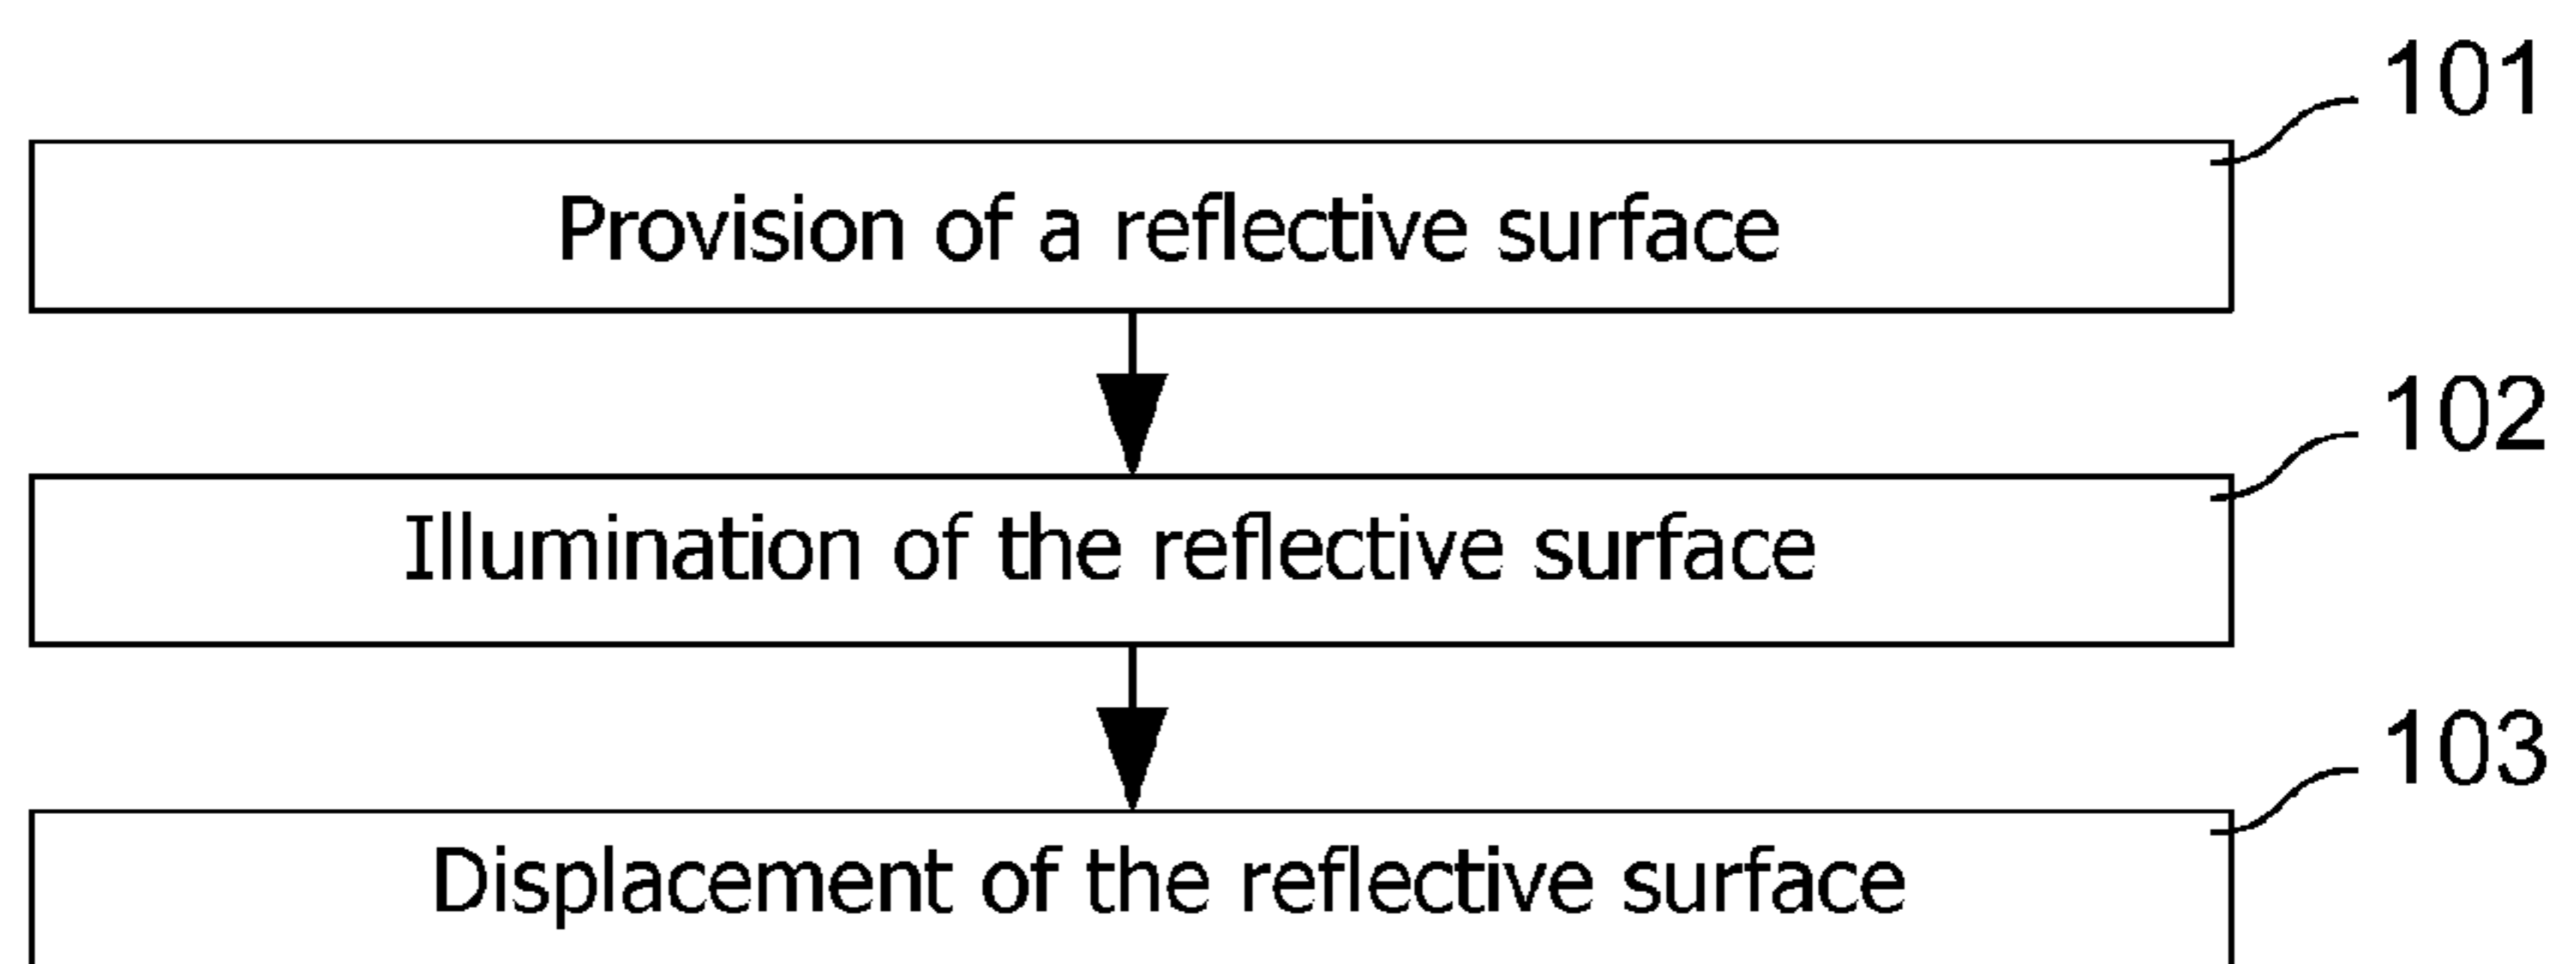 101
Provision of a reflective surface
102
Illumination of the reflective surface
103
Displacement of the reflective surface